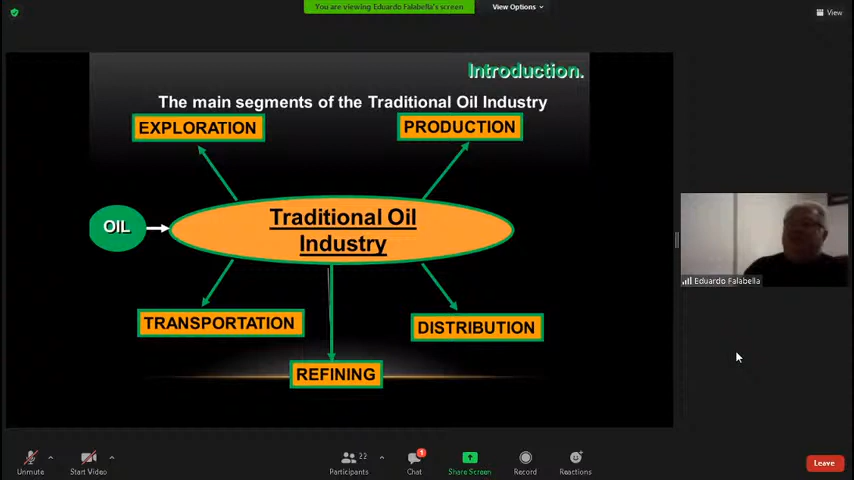 You are viewing Eduardo Falabella's screen
View Options
View
Introduction.
The main segments of the Traditional Oil Industry
EXPLORATION
PRODUCTION
OIL
Traditional Oil
Industry
TRANSPORTATION
DISTRIBUTION
REFINING
Eduardo Falabella
Unmute
Start Video
22
Participants
1
Chat
Share Screen
Record
Reactions
Leave